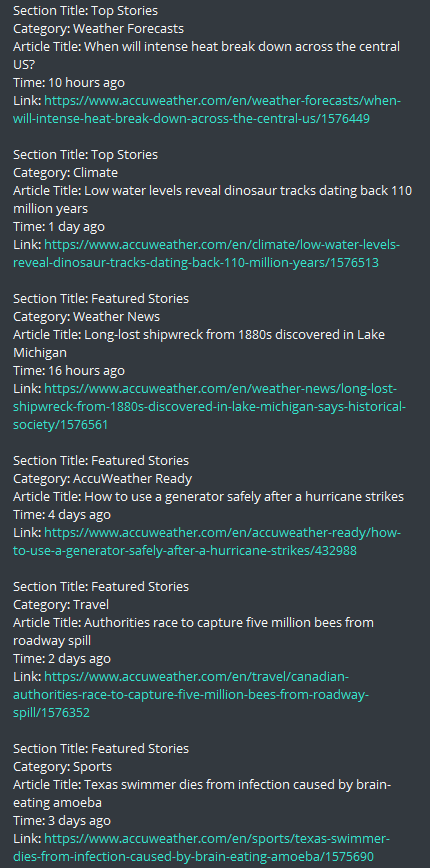 Section Title: Top Stories
Category: Weather Forecasts
Article Title: When will intense heat break down across the central
US?
Time: 10 hours ago
Link: https://www.accuweather.com/en/weather-forecasts/when-
will-intense-heat-break-down-across-the-central-us/1576449
Section Title: Top Stories
Category: Climate
Article Title: Low water levels reveal dinosaur tracks dating back 110
million years
Time: 1 day ago
Link: https://www.accuweather.com/en/climate/low-water-levels-
reveal-dinosaur-tracks-dating-back-110-million-years/1576513
Section Title: Featured Stories
Category: Weather News
Article Title: Long-lost shipwreck from 1880s discovered in Lake
Michigan
Time: 16 hours ago
Link: https://www.accuweather.com/en/weather-news/long-lost-
shipwreck-from-1880s-discovered-in-lake-michigan-says-historical-
society/1576561
Section Title: Featured Stories
Category: AccuWeather Ready
Article Title: How to use a generator safely after a hurricane strikes
Time: 4 days ago
Link: https://www.accuweather.com/en/accuweather-ready/how-
to-use-a-generator-safely-after-a-hurricane-strikes/432988
Section Title: Featured Stories
Category: Travel
Article Title: Authorities race to capture five million bees from
roadway spill
Time: 2 days ago
Link: https://www.accuweather.com/en/travel/canadian-
authorities-race-to-capture-five-million-bees-from-roadway-
spill/1576352
Section Title: Featured Stories
Category: Sports
Article Title: Texas swimmer dies from infection caused by brain-
eating amoeba
Time: 3 days ago
Link: https://www.accuweather.com/en/sports/texas-swimmer-
dies-from-infection-caused-by-brain-eating-amoeba/1575690